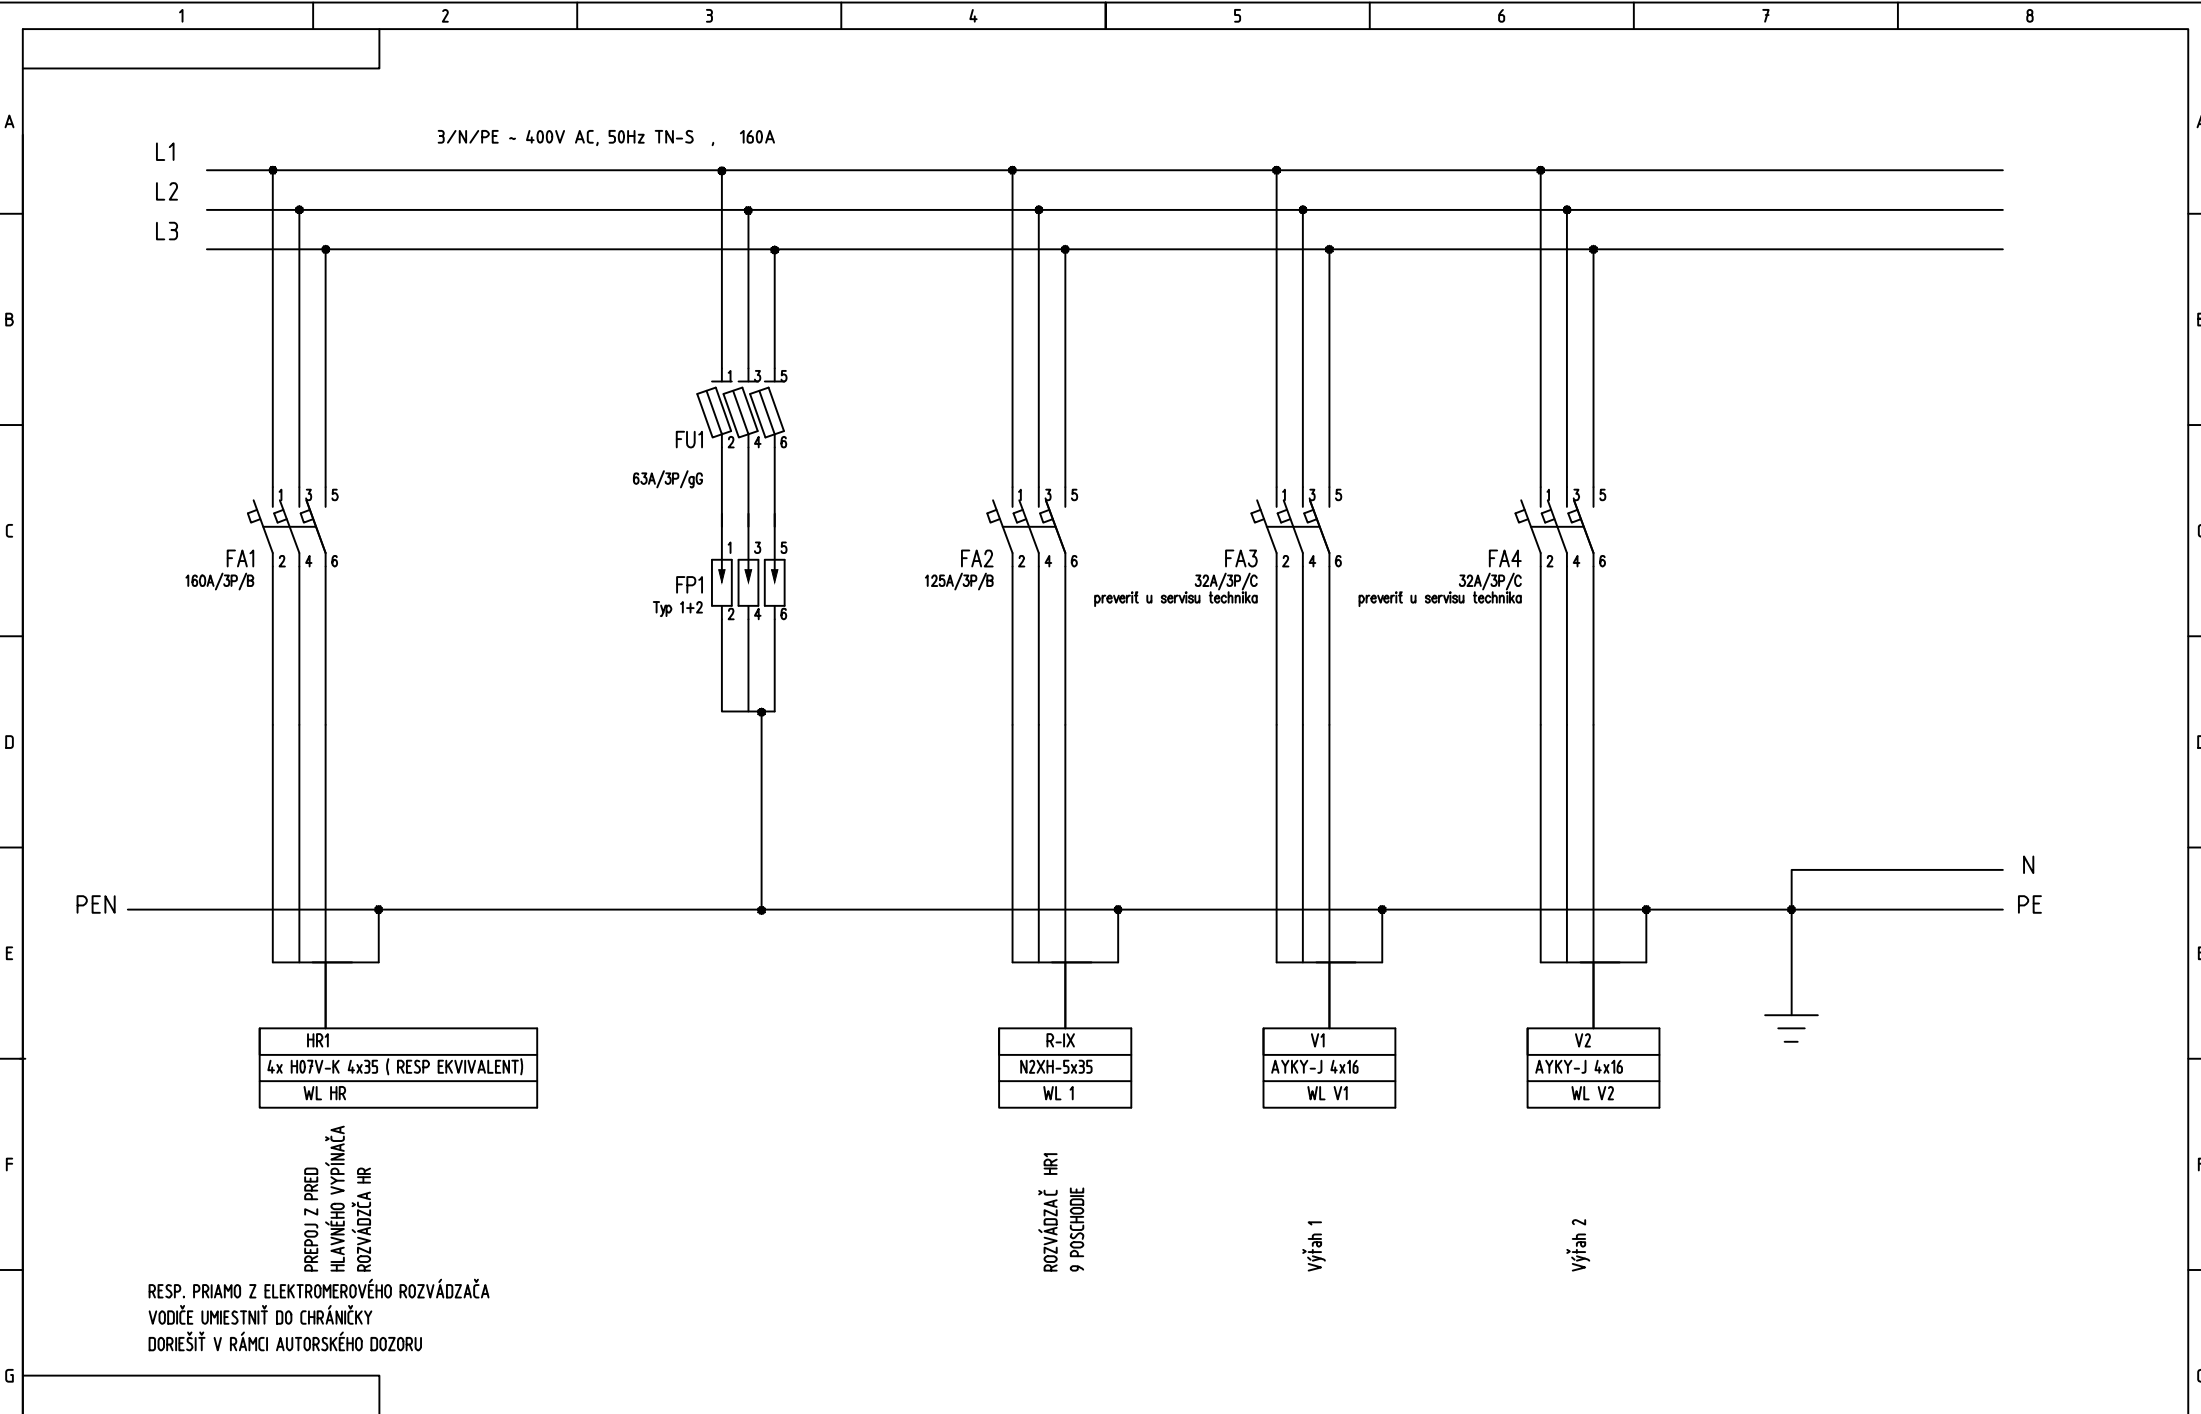 1 2 3 4 5 6 7 8
A
3/N/PE ~ 400V AC, 50Hz TN-S , 160A
L1
L2
L3
B
1 3 5
FU1 2 4 6
63A/3P/gG
C
1 3 5
FA1 2 4 6
160A/3P/B
1 3 5
FP1
Typ 1+2 2 4 6
1 3 5
FA2 2 4 6
125A/3P/B
1 3 5
FA3 2 4 6
32A/3P/C
preveriť u servisu technika
1 3 5
FA4 2 4 6
32A/3P/C
preveriť u servisu technika
D
N
PEN
PE
E
HR1
4x H07V-K 4x35 ( RESP EKVIVALENT)
WL HR
R-IX
N2XH-5x35
WL 1
V1
AYKY-J 4x16
WL V1
V2
AYKY-J 4x16
WL V2
F
PREPOJ Z PRED
HLAVNÉHO VYPÍNAČA
ROZVÁDZČA HR
ROZVÁDZAČ HR1
9 POSCHODIE
Výťah 1
Výťah 2
RESP. PRIAMO Z ELEKTROMEROVÉHO ROZVÁDZAČA
VODIČE UMIESTNIŤ DO CHRÁNIČKY
DORIEŠIŤ V RÁMCI AUTORSKÉHO DOZORU
G